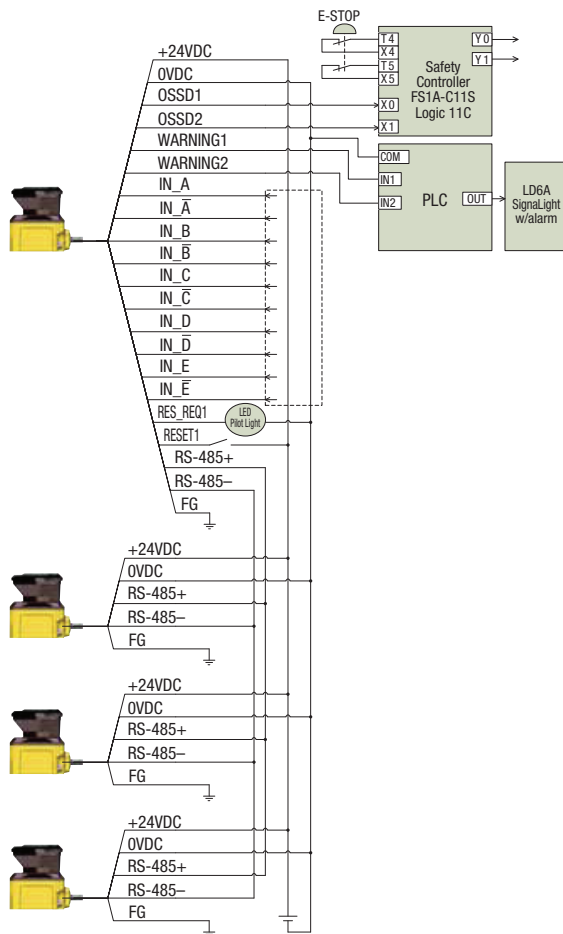 E-STOP
T4
X4
T5
X5
X0
X1
Y0
Y1
Safety
Controller
FS1A-C11S
Logic 11C
COM
IN1
IN2
PLC
OUT
LD6A
SignaLight
w/alarm
+24VDC
0VDC
OSSD1
OSSD2
WARNING1
WARNING2
IN_A
IN_A̅
IN_B
IN_B̅
IN_C
IN_C̅
IN_D
IN_D̅
IN_E
IN_E̅
RES_REQ1
LED
Pilot Light
RESET1
RS-485+
RS-485–
FG
+24VDC
0VDC
RS-485+
RS-485–
FG
+24VDC
0VDC
RS-485+
RS-485–
FG
+24VDC
0VDC
RS-485+
RS-485–
FG